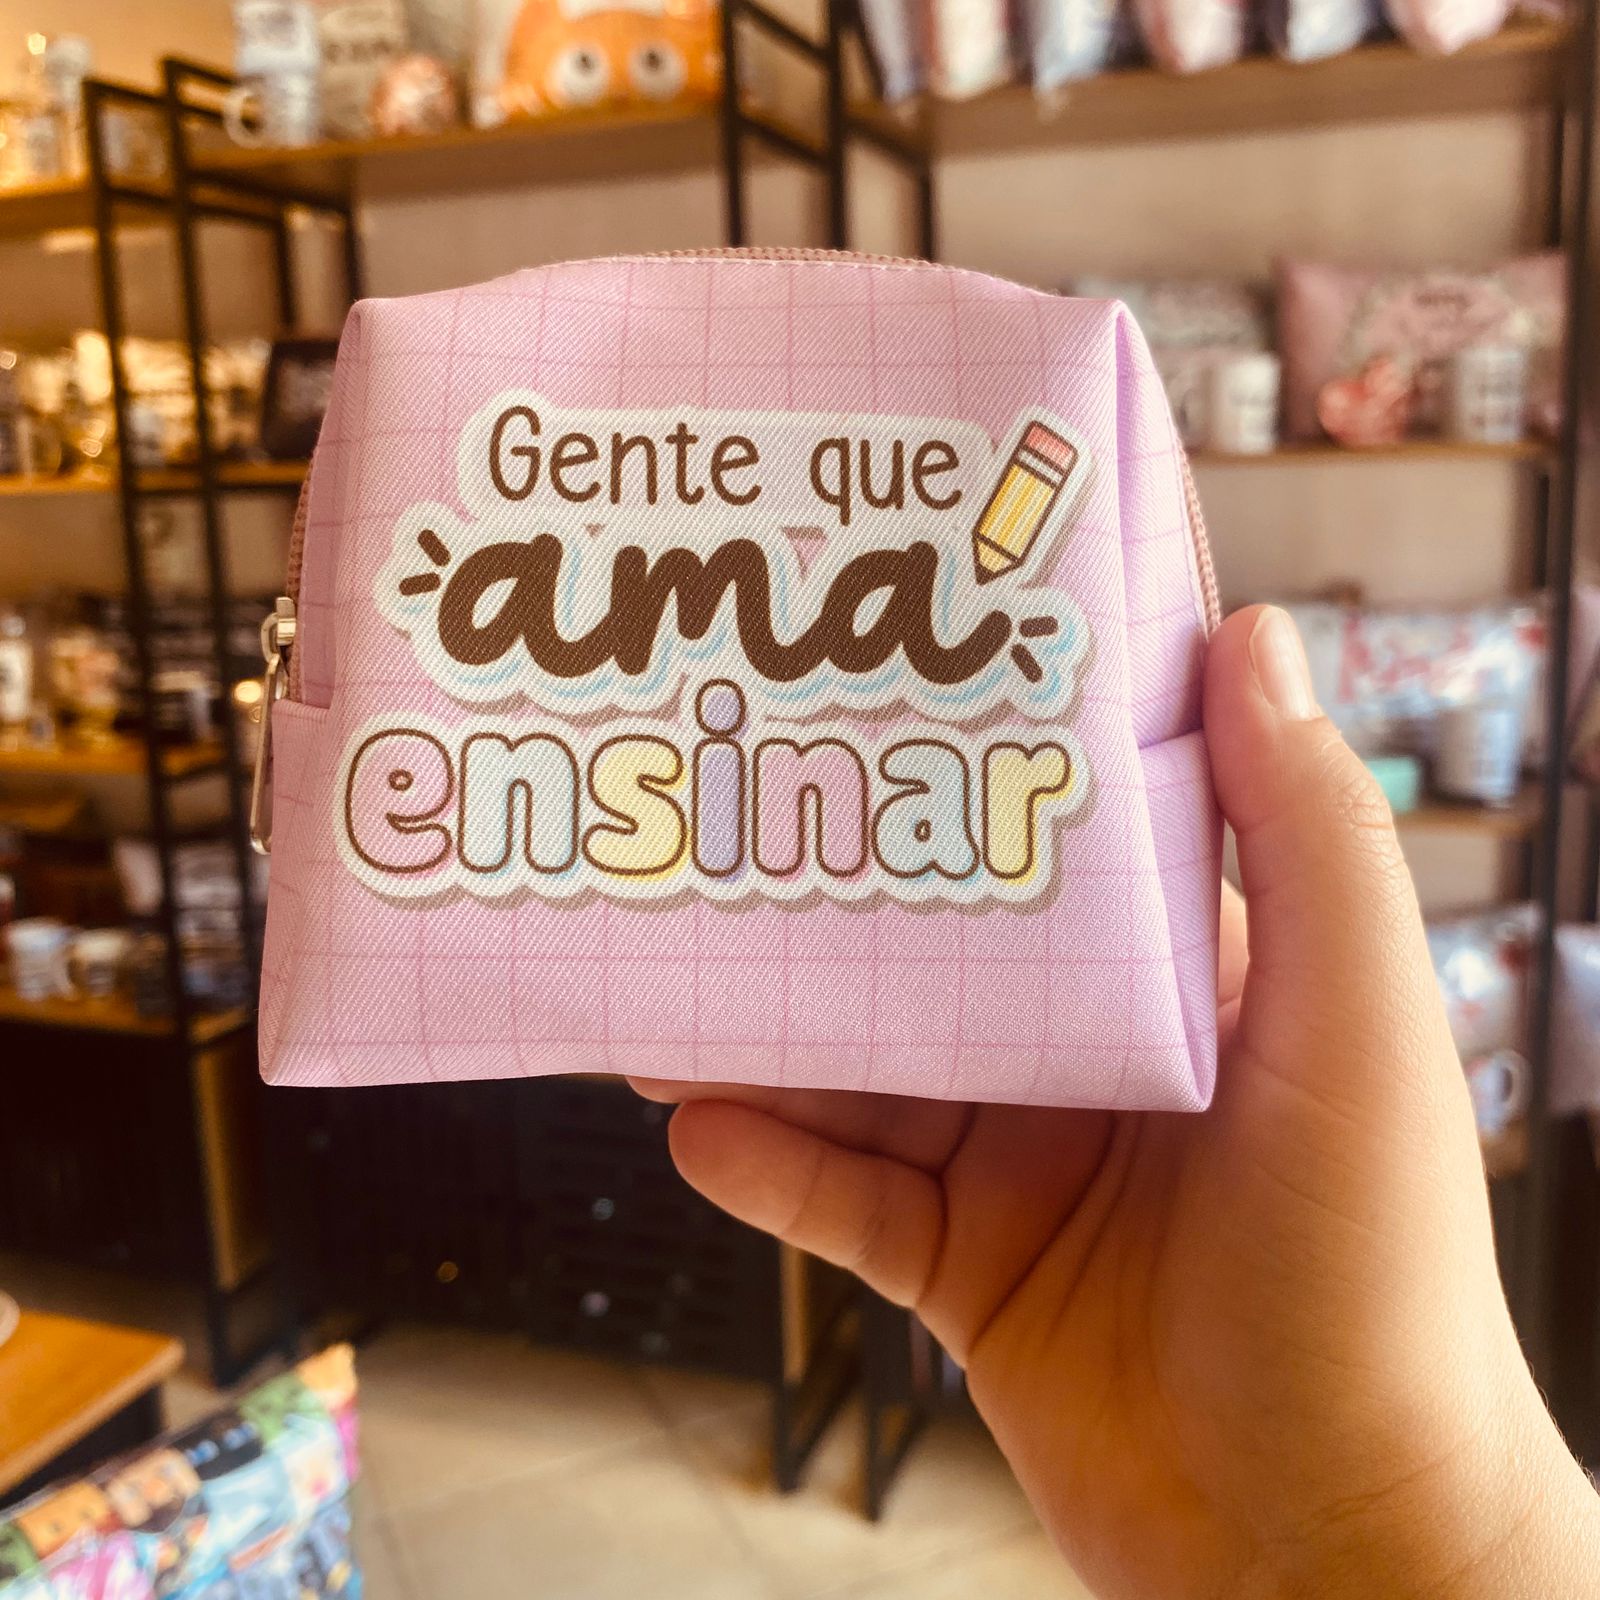 Gente que
ama
ensinar